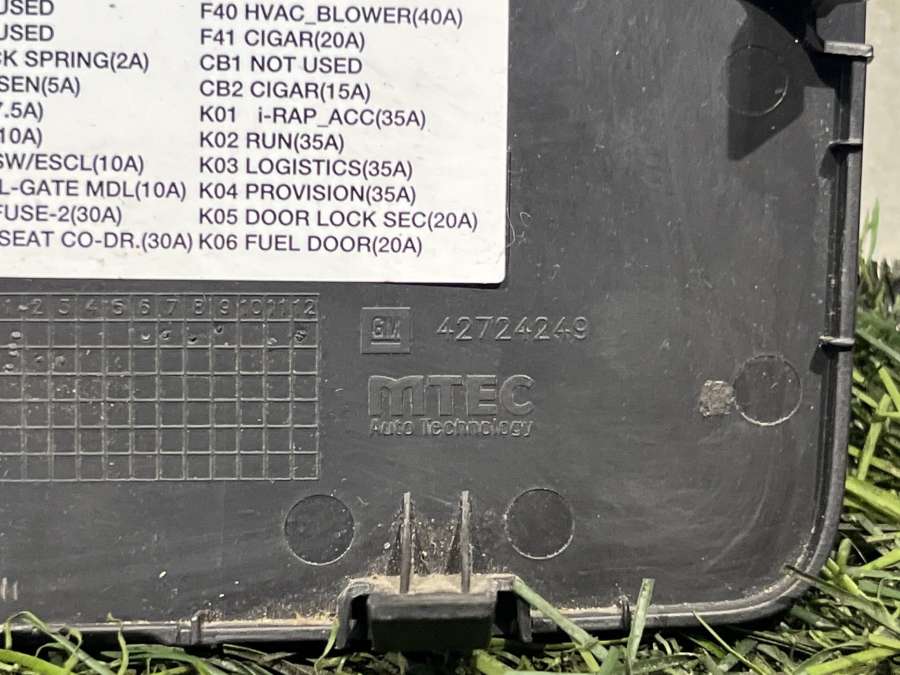 USED
USED
CK SPRING(2A)
SEN(5A)
7.5A)
10A)
SW/ESCL(10A)
L-GATE MDL(10A)
FUSE-2(30A)
SEAT CO-DR.(30A)
F40 HVAC_BLOWER(40A)
F41 CIGAR(20A)
CB1 NOT USED
CB2 CIGAR(15A)
K01 i-RAP_ACC(35A)
K02 RUN(35A)
K03 LOGISTICS(35A)
K04 PROVISION(35A)
K05 DOOR LOCK SEC(20A)
K06 FUEL DOOR(20A)
1 2 3 4 5 6 7 8 9 10 11 12
GM 42724249
MTEC
Auto Technology